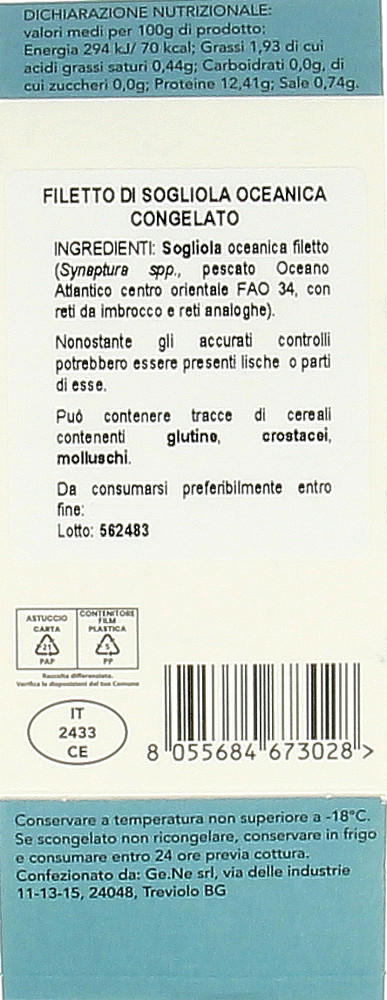 DICHIARAZIONE NUTRIZIONALE:
valori medi per 100g di prodotto:
Energia 294 kJ/ 70 kcal; Grassi 1,93 di cui
acidi grassi saturi 0,44g; Carboidrati 0,0g, di
cui zuccheri 0,0g; Proteine 12,41g; Sale 0,74g.
FILETTO DI SOGLIOLA OCEANICA
CONGELATO
INGREDIENTI: Sogliola oceanica filetto
(Synaptura spp., pescato Oceano
Atlantico centro orientale FAO 34, con
reti da imbrocco e reti analoghe).
Nonostante gli accurati controlli
potrebbero essere presenti lische o parti
di esse.
Può contenere tracce di cereali
contenenti glutine, crostacei,
molluschi.
Da consumarsi preferibilmente entro
fine:
Lotto: 562483
ASTUCCIO
CARTA
21
PAP
CONTENITORE
FILM
PLASTICA
5
PP
Raccolta differenziata.
Verifica le disposizioni del tuo Comune
IT
2433
CE
8 055684 673028 >
Conservare a temperatura non superiore a -18°C.
Se scongelato non ricongelare, conservare in frigo
e consumare entro 24 ore previa cottura.
Confezionato da: Ge.Ne srl, via delle industrie
11-13-15, 24048, Treviolo BG